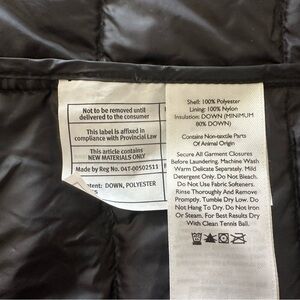 Not to be removed until
delivered to the consumer
This label is affixed in
compliance with Provincial Law
This article contains
NEW MATERIALS ONLY
Made by Reg No. 04T-00502511
ntent: DOWN, POLYESTER
Shell: 100% Polyester
Lining: 100% Nylon
Insulation: DOWN (MINIMUM
80% DOWN)
Contains Non-textile Parts
Of Animal Origin
Secure All Garment Closures
Before Laundering. Machine Wash
Warm Delicate Separately. Mild
Detergent Only. Do Not Bleach.
Do Not Use Fabric Softeners.
Rinse Thoroughly And Remove
Promptly. Tumble Dry Low. Do
Not Hang To Dry. Do Not Iron
Or Steam. For Best Results Dry
With Clean Tennis Ball.